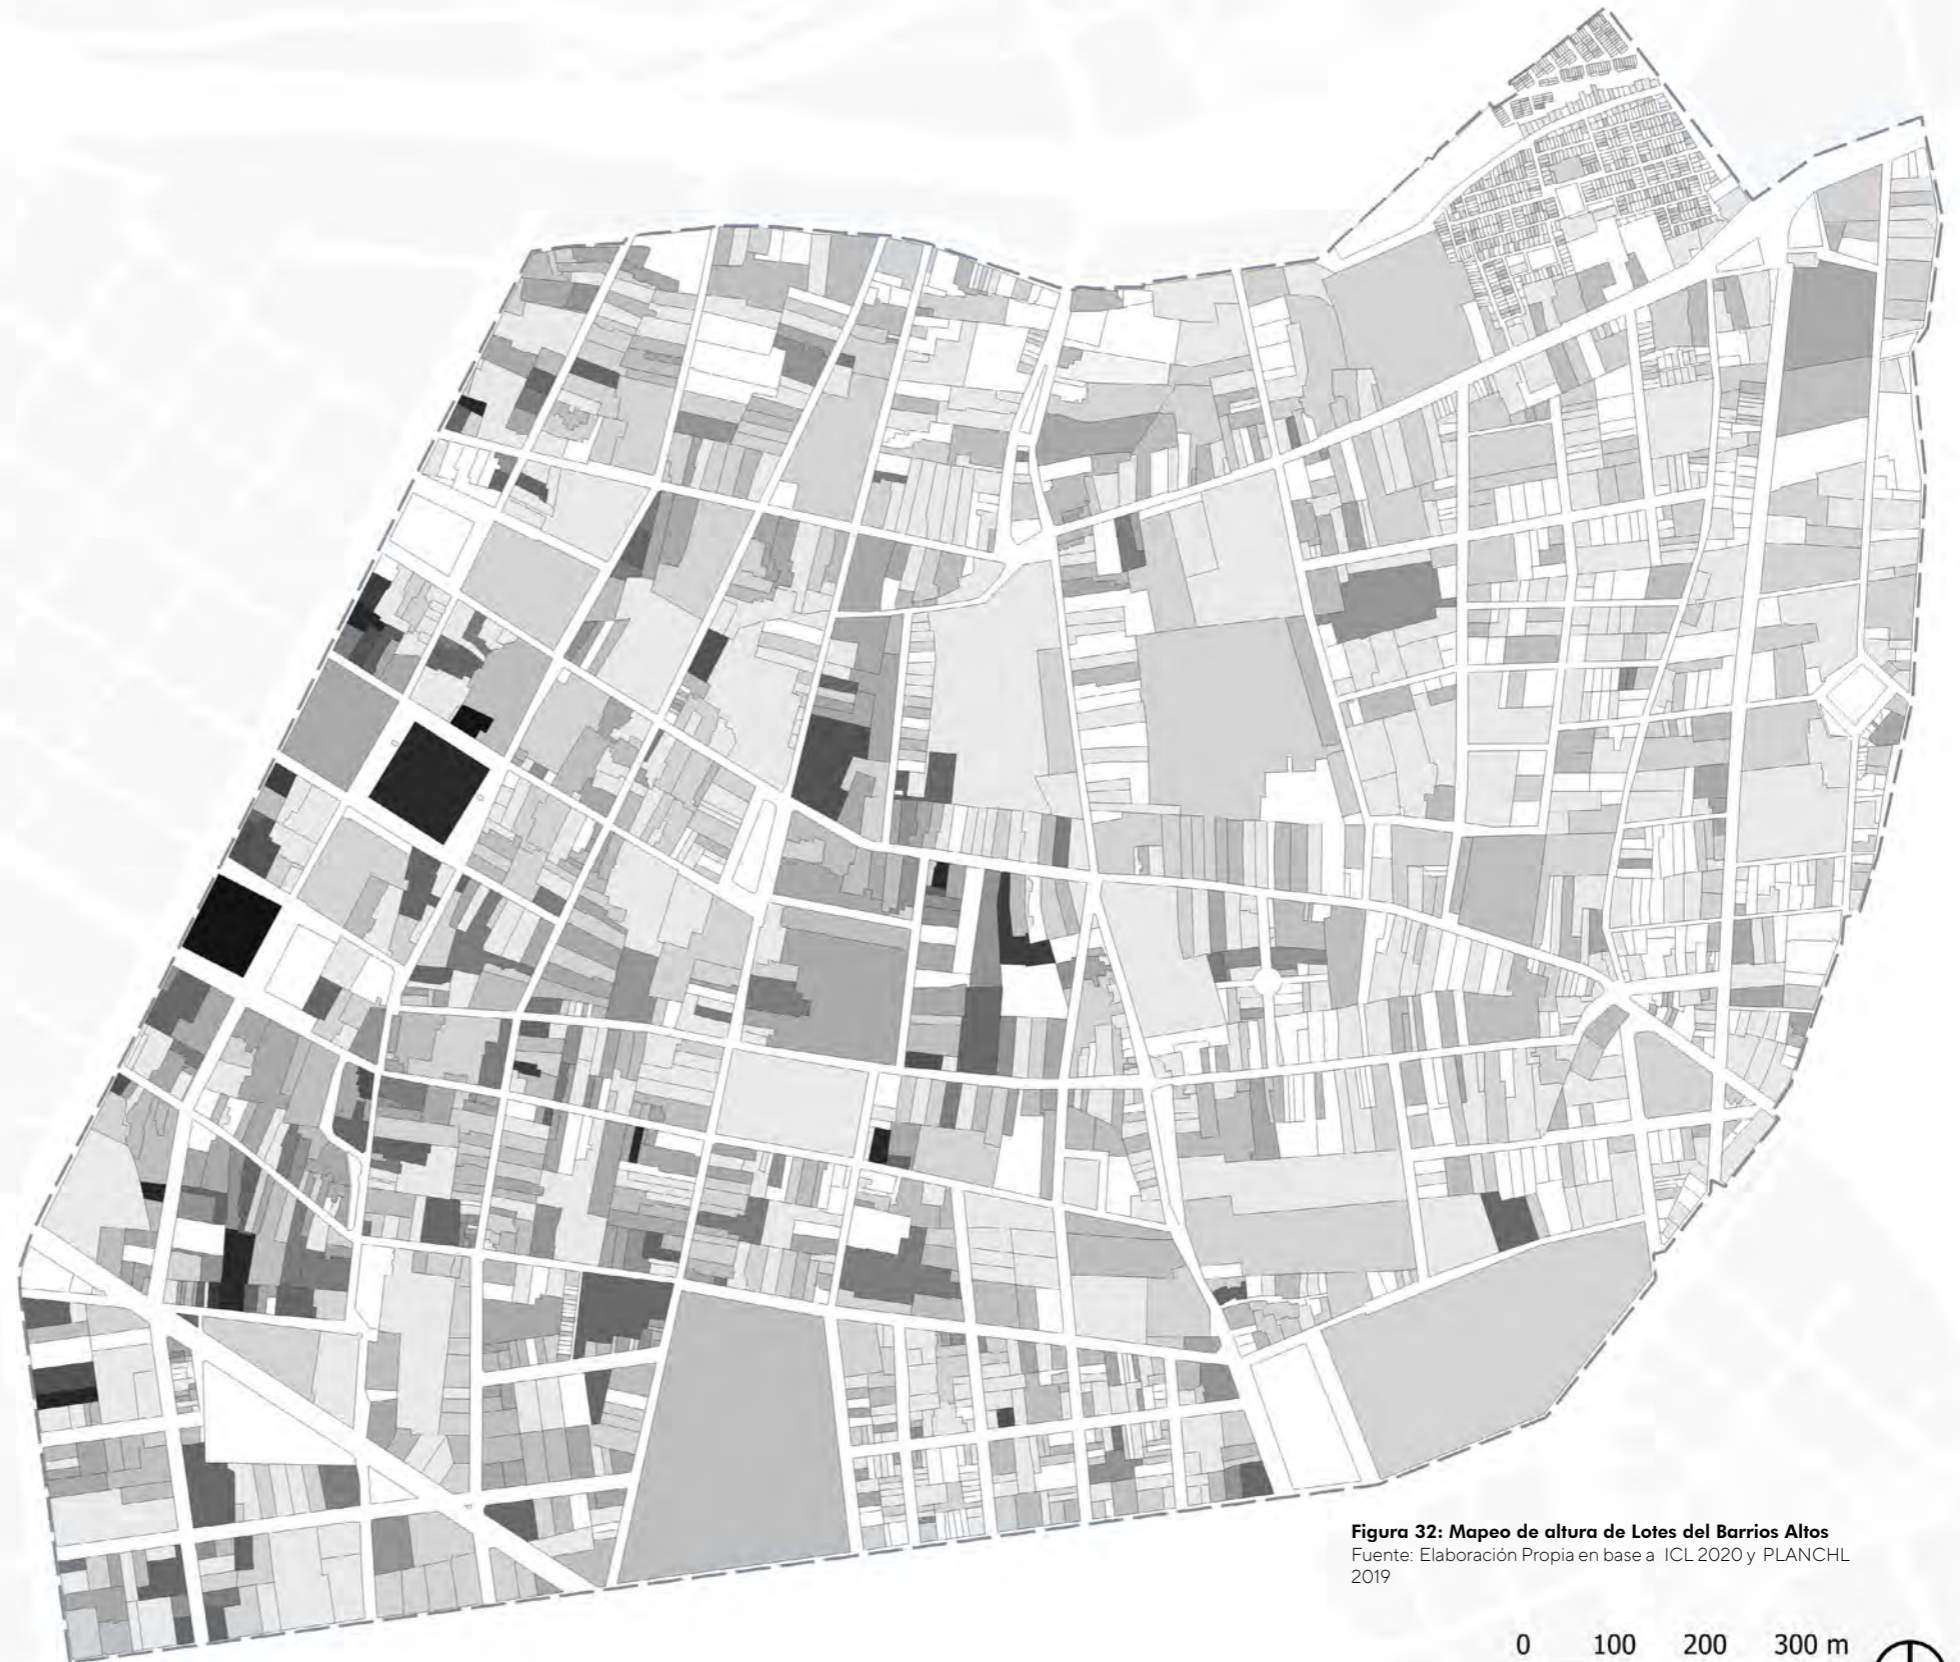 Figura 32: Mapeo de altura de Lotes del Barrios Altos
Fuente: Elaboración Propia en base a ICL 2020 y PLANCHL
2019
0 100 200 300 m